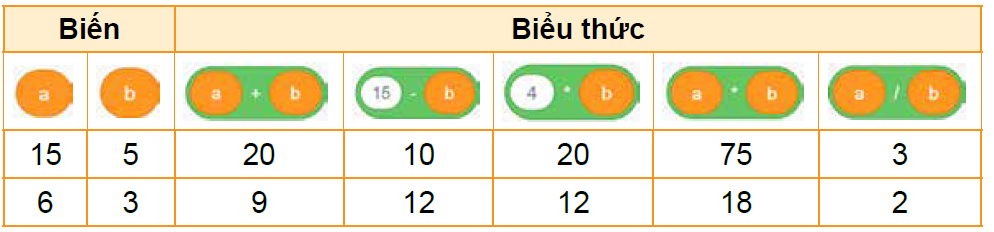 Biến Biểu thức
a b a + b 15 - b 4 * b a * b a / b
15 5 20 10 20 75 3
6 3 9 12 12 18 2